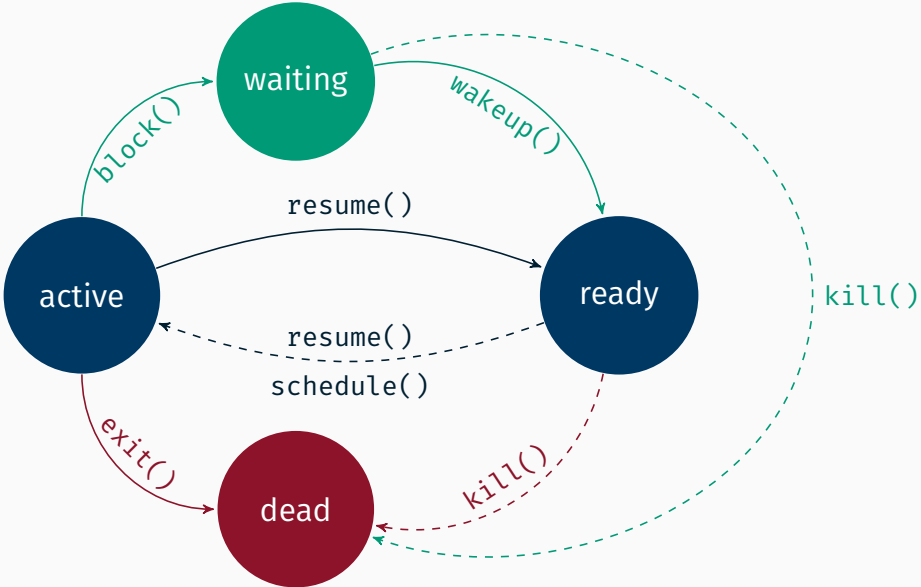 waiting
block()
wakeup()
resume()
active
ready
kill()
resume()
schedule()
exit()
kill()
dead